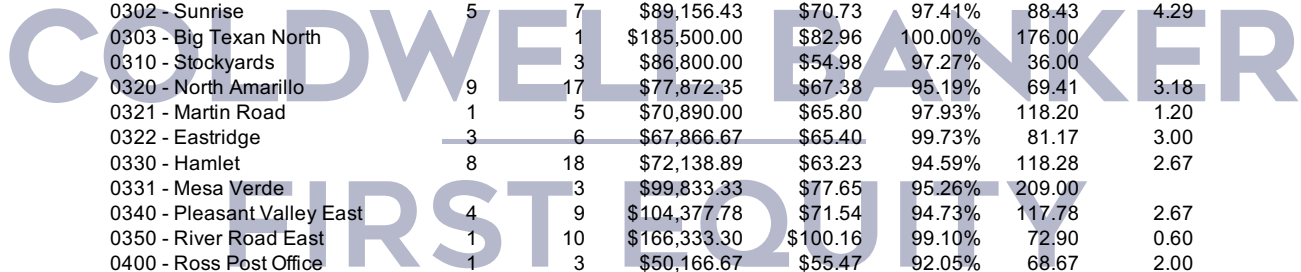 COLDWELL BANKER
FIRST EQUITY
0302 - Sunrise 5 7 $89,156.43 $70.73 97.41% 88.43 4.29
0303 - Big Texan North 1 $185,500.00 $82.96 100.00% 176.00
0310 - Stockyards 3 $86,800.00 $54.98 97.27% 36.00
0320 - North Amarillo 9 17 $77,872.35 $67.38 95.19% 69.41 3.18
0321 - Martin Road 1 5 $70,890.00 $65.80 97.93% 118.20 1.20
0322 - Eastridge 3 6 $67,866.67 $65.40 99.73% 81.17 3.00
0330 - Hamlet 8 18 $72,138.89 $63.23 94.59% 118.28 2.67
0331 - Mesa Verde 3 $99,833.33 $77.65 95.26% 209.00
0340 - Pleasant Valley East 4 9 $104,377.78 $71.54 94.73% 117.78 2.67
0350 - River Road East 1 10 $166,333.30 $100.16 99.10% 72.90 0.60
0400 - Ross Post Office 1 3 $50,166.67 $55.47 92.05% 68.67 2.00